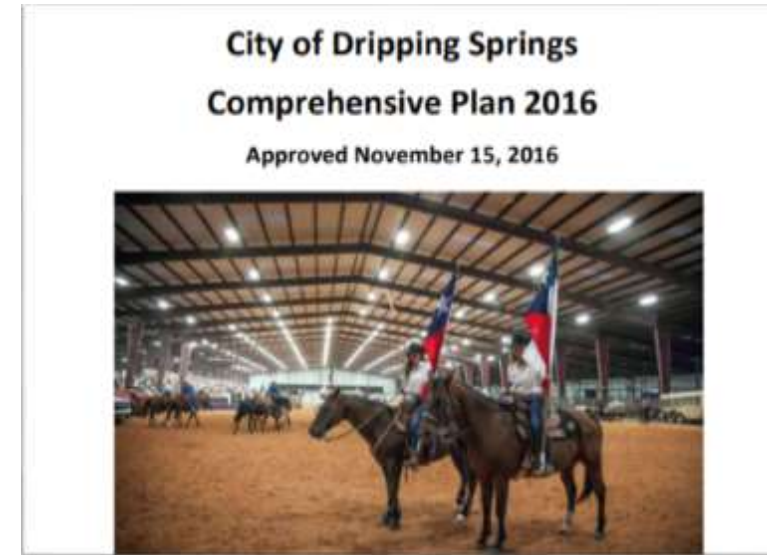 City of Dripping Springs
Comprehensive Plan 2016
Approved November 15, 2016